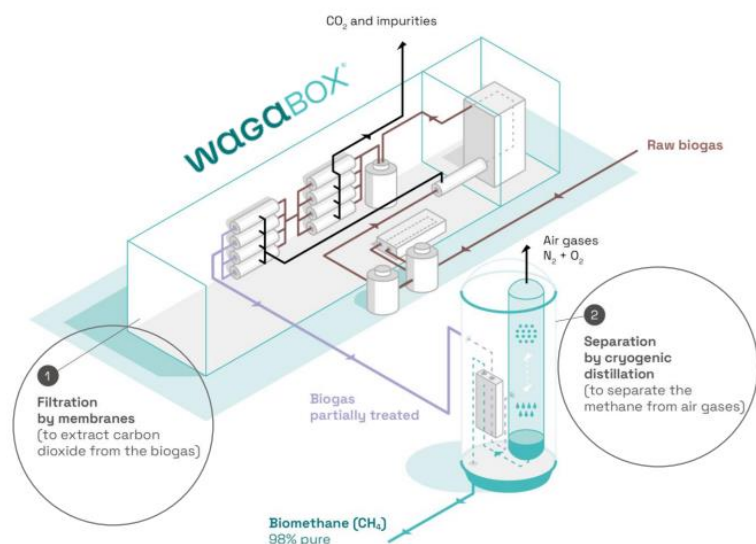 CO₂ and impurities
WAGABOX®
Raw biogas
Air gases
N₂ + O₂
1
Filtration
by membranes
(to extract carbon
dioxide from the biogas)
2
Separation
by cryogenic
distillation
(to separate the
methane from air gases)
Biogas
partially treated
Biomethane (CH₄)
98% pure